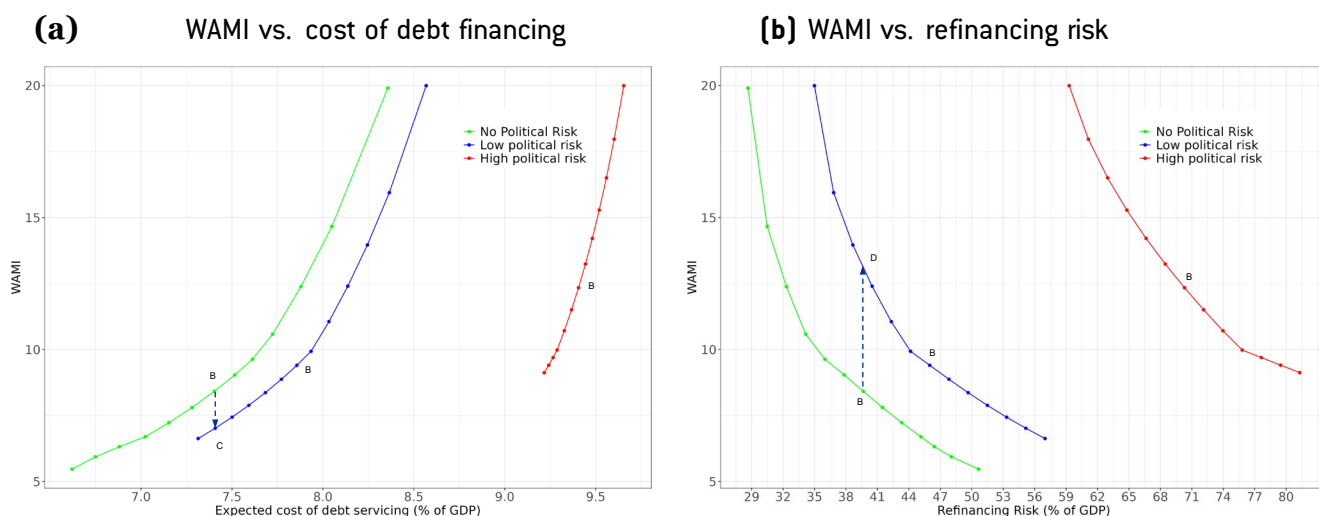 (a) WAMI vs. cost of debt financing
20
15
10
5
WAMI
No Political Risk
Low political risk
High political risk
B
B
B
C
7.0 7.5 8.0 8.5 9.0 9.5
Expected cost of debt servicing (% of GDP)
(b) WAMI vs. refinancing risk
20
15
10
5
WAMI
No Political Risk
Low political risk
High political risk
D
B
B
B
29 32 35 38 41 44 47 50 53 56 59 62 65 68 71 74 77 80
Refinancing Risk (% of GDP)